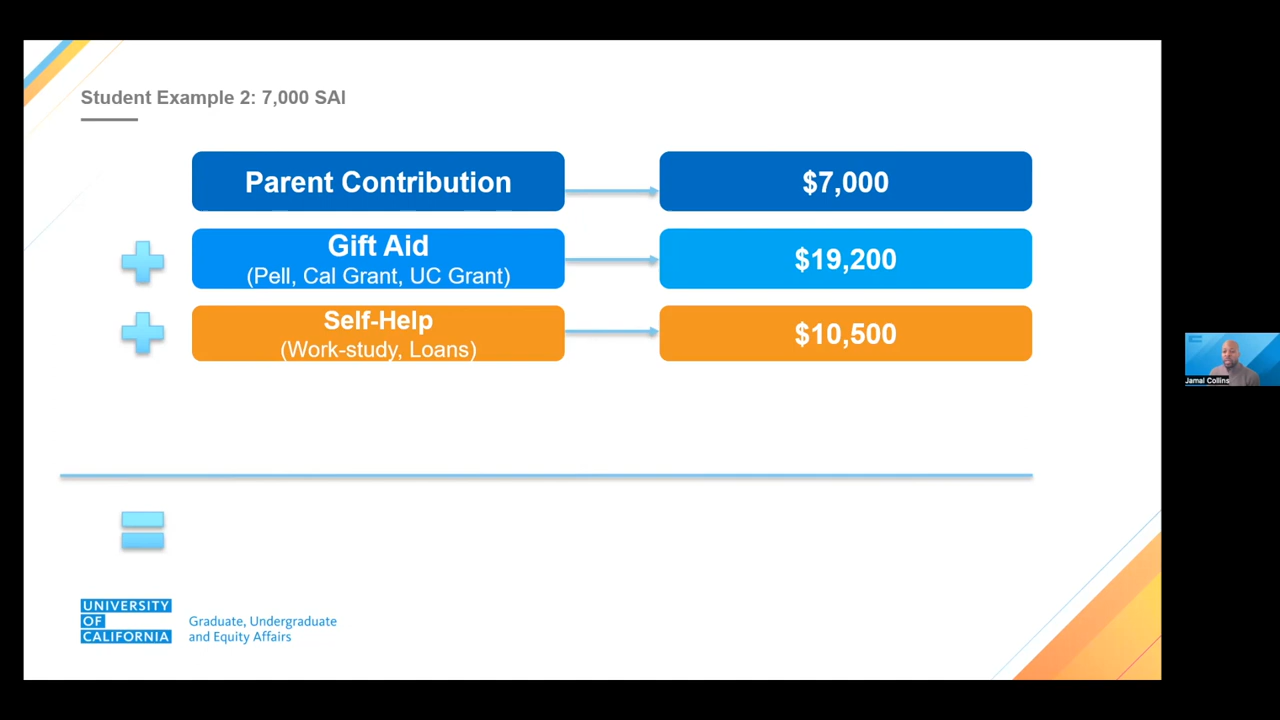 Student Example 2: 7,000 SAI
Parent Contribution
$7,000
Gift Aid
(Pell, Cal Grant, UC Grant)
$19,200
Self-Help
(Work-study, Loans)
$10,500
UNIVERSITY
OF
CALIFORNIA
Graduate, Undergraduate
and Equity Affairs
Jamal Collins